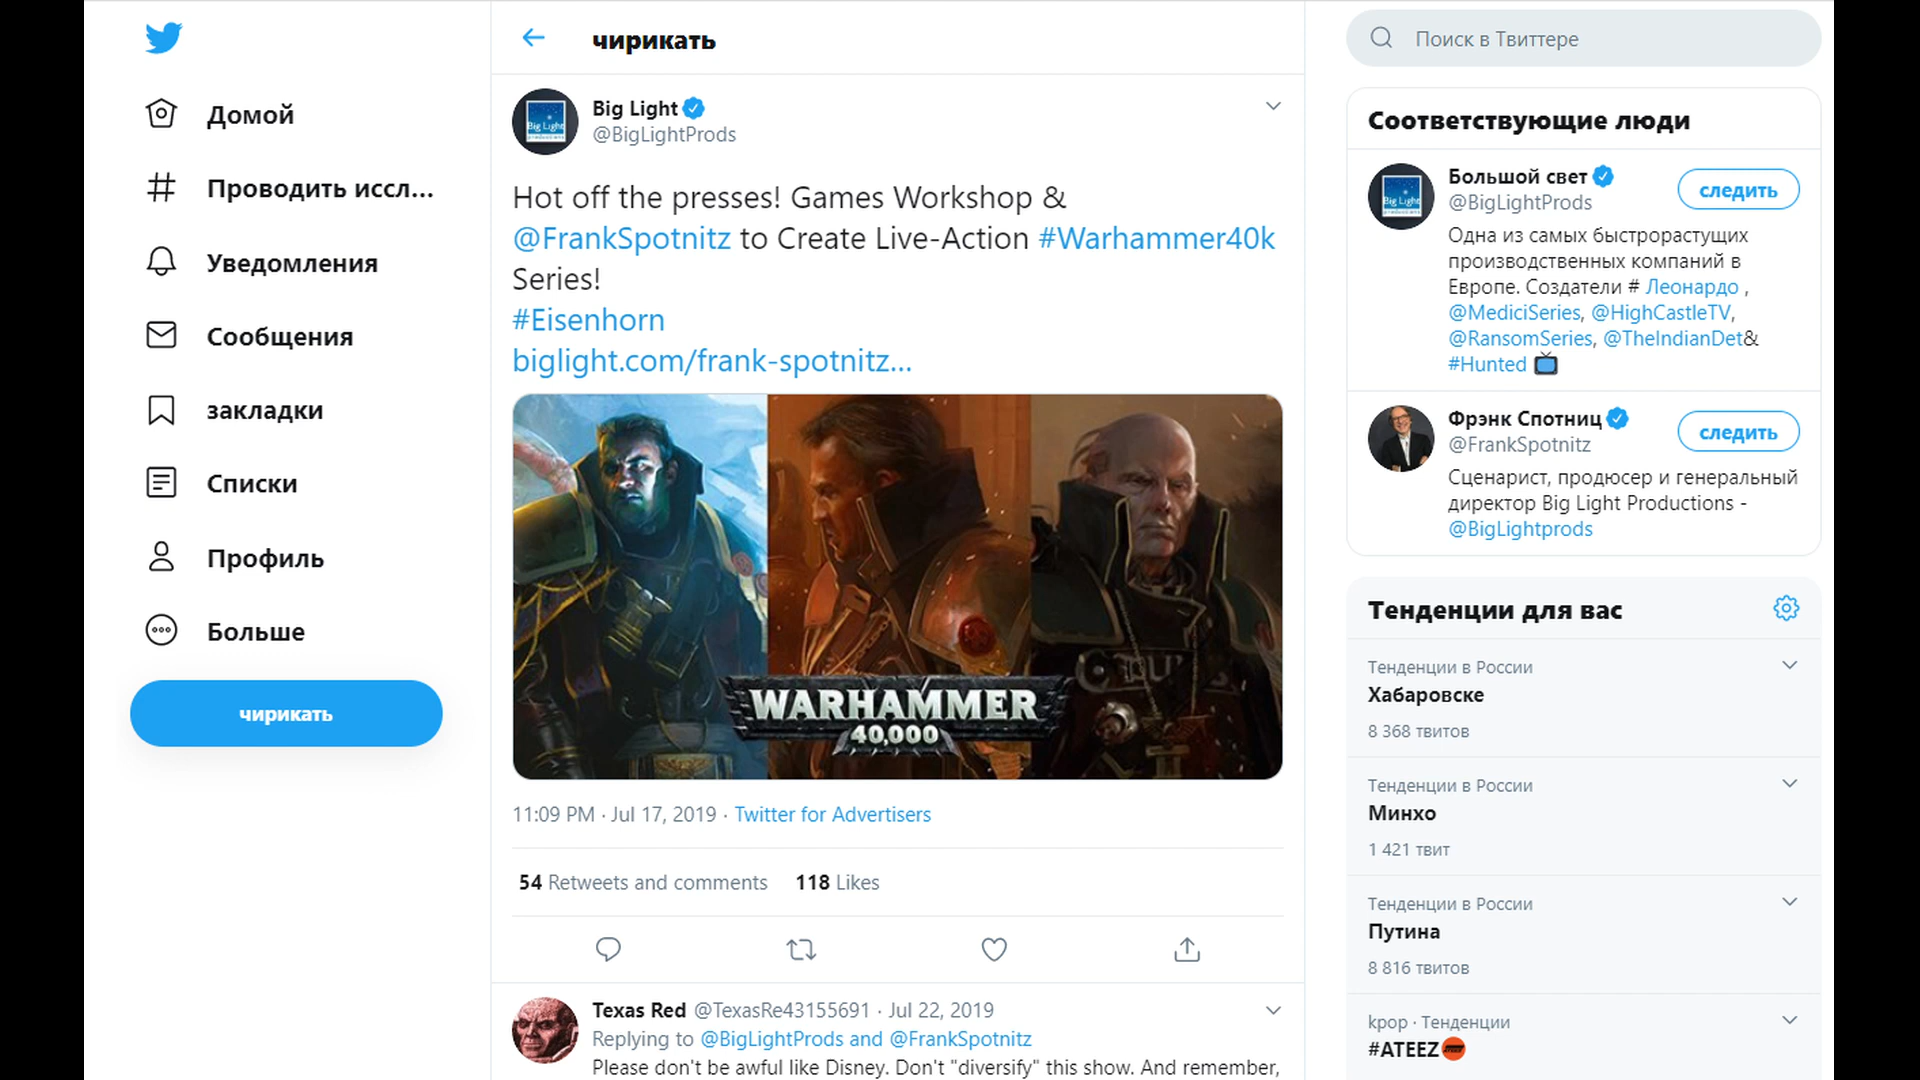 Домой
Проводить иссл...
Уведомления
Сообщения
закладки
Списки
Профиль
Больше
чирикать
чирикать
Big Light
@BigLightProds
Hot off the presses! Games Workshop &
@FrankSpotnitz to Create Live-Action #Warhammer40k
Series!
#Eisenhorn
biglight.com/frank-spotnitz...
WARHAMMER
40,000
11:09 PM · Jul 17, 2019 · Twitter for Advertisers
54 Retweets and comments 118 Likes
Texas Red @TexasRe43155691 · Jul 22, 2019
Replying to @BigLightProds and @FrankSpotnitz
Please don't be awful like Disney. Don't "diversify" this show. And remember,
Поиск в Твиттере
Соответствующие люди
Big Light
Большой свет
@BigLightProds
следить
Одна из самых быстрорастущих
производственных компаний в
Европе. Создатели # Леонардо ,
@MediciSeries, @HighCastleTV,
@RansomSeries, @TheIndianDet&
#Hunted
Фрэнк Спотниц
@FrankSpotnitz
следить
Сценарист, продюсер и генеральный
директор Big Light Productions -
@BigLightprods
Тенденции для вас
Тенденции в России
Хабаровске
8 368 твитов
Тенденции в России
Минхо
1 421 твит
Тенденции в России
Путина
8 816 твитов
kpop · Тенденции
#ATEEZ